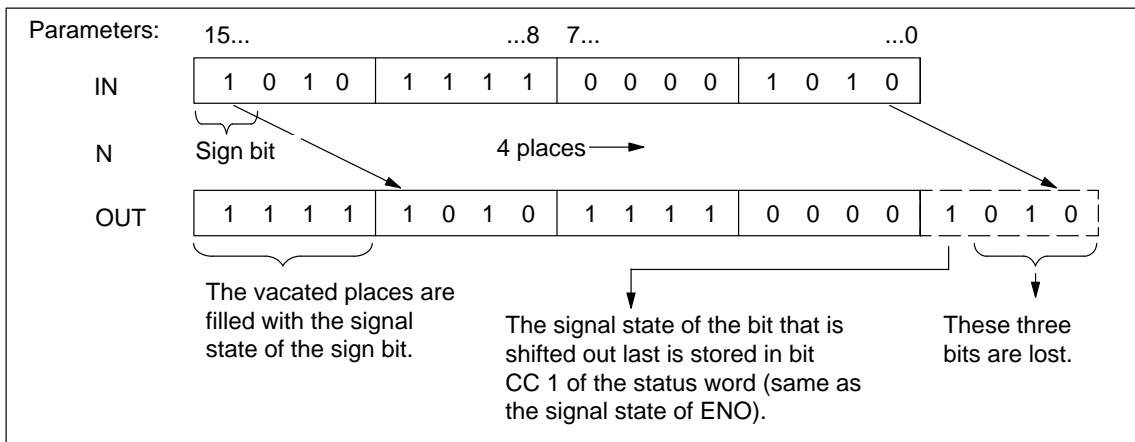 Parameters: 15... ...8 7... ...0
IN 1 0 1 0 1 1 1 1 0 0 0 0 1 0 1 0
N Sign bit 4 places
OUT 1 1 1 1 1 0 1 0 1 1 1 1 0 0 0 0 1 0 1 0
The vacated places are
filled with the signal
state of the sign bit.
The signal state of the bit that is
shifted out last is stored in bit
CC 1 of the status word (same as
the signal state of ENO).
These three
bits are lost.